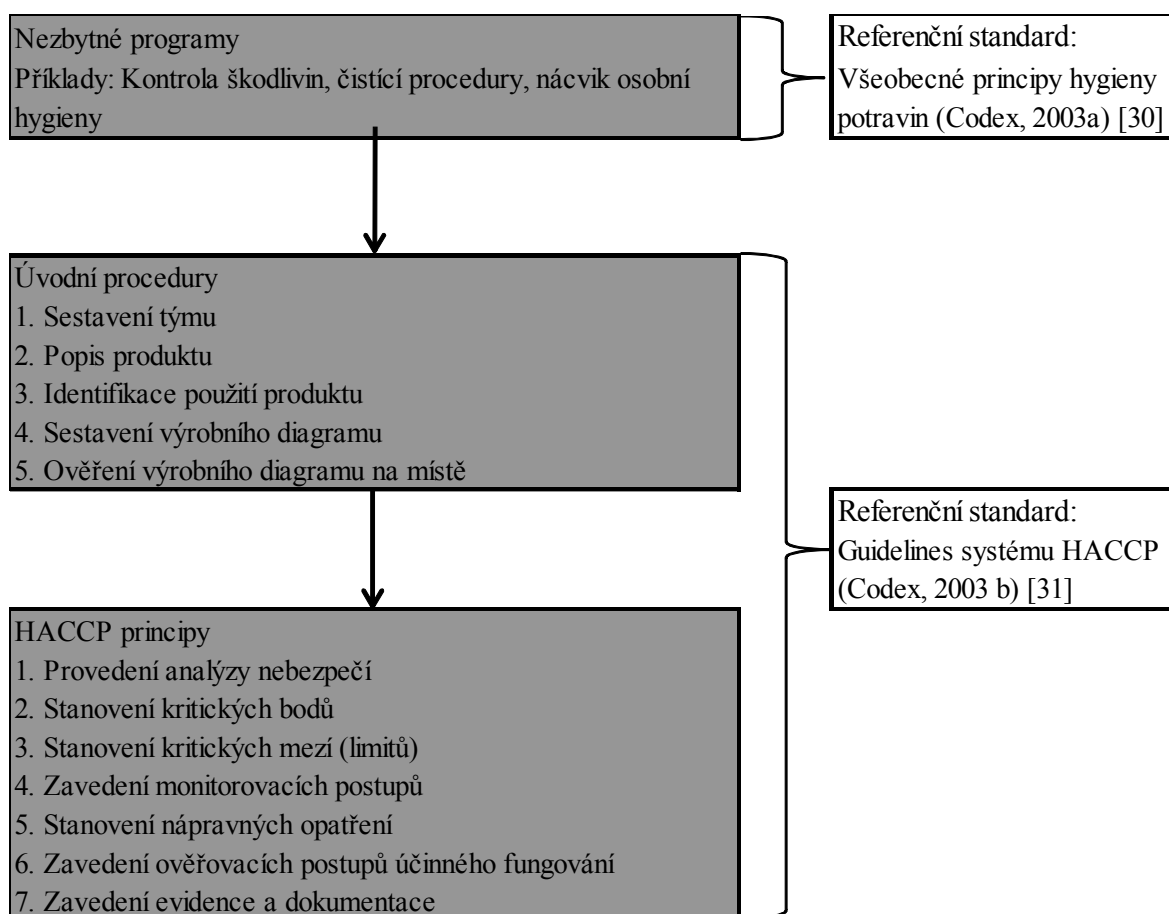 Nezbytné programy
Příklady: Kontrola škodlivin, čistící procedury, nácvik osobní
hygieny
Referenční standard:
Všeobecné principy hygieny
potravin (Codex, 2003a) [30]
Úvodní procedury
1. Sestavení týmu
2. Popis produktu
3. Identifikace použití produktu
4. Sestavení výrobního diagramu
5. Ověření výrobního diagramu na místě
Referenční standard:
Guidelines systému HACCP
(Codex, 2003 b) [31]
HACCP principy
1. Provedení analýzy nebezpečí
2. Stanovení kritických bodů
3. Stanovení kritických mezí (limitů)
4. Zavedení monitorovacích postupů
5. Stanovení nápravných opatření
6. Zavedení ověřovacích postupů účinného fungování
7. Zavedení evidence a dokumentace